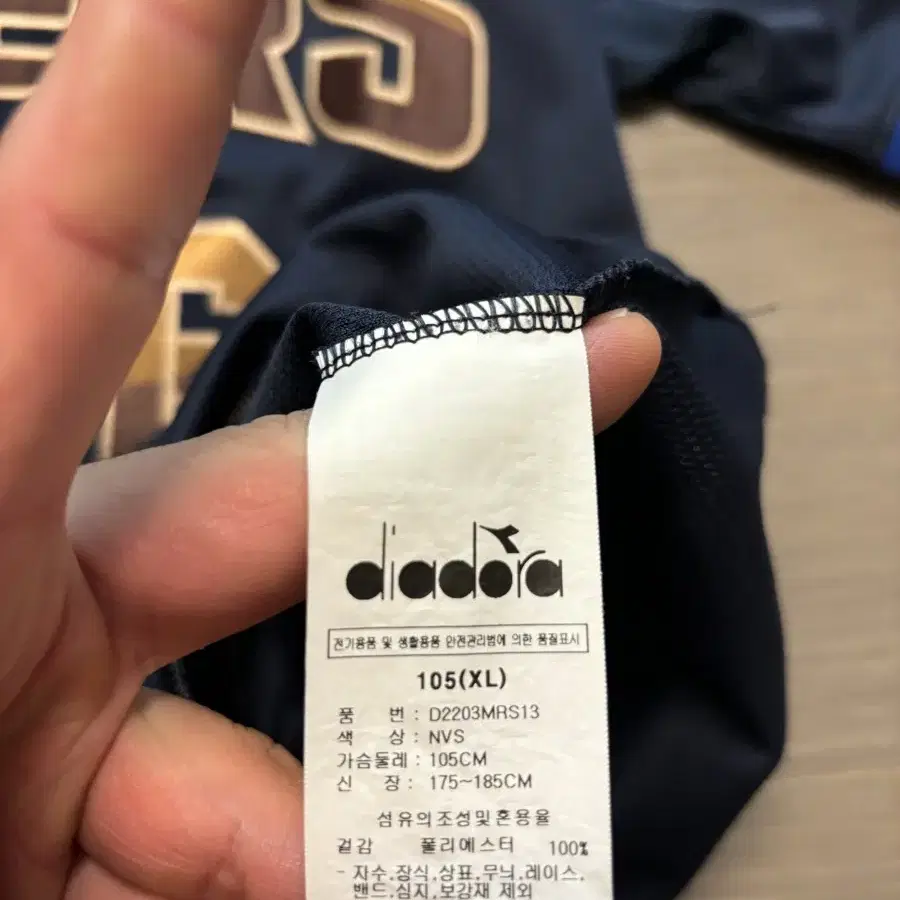 RS
6
diadora
전기용품 및 생활용품 안전관리법에 의한 품질표시
105(XL)
품 번 : D2203MRS13
색 상 : NVS
가슴둘레 : 105CM
신 장 : 175~185CM
섬유의조성및혼용율
겉감 폴리에스터 100%
- 자수,장식,상표,무늬,레이스,
밴드,심지,보강재 제외